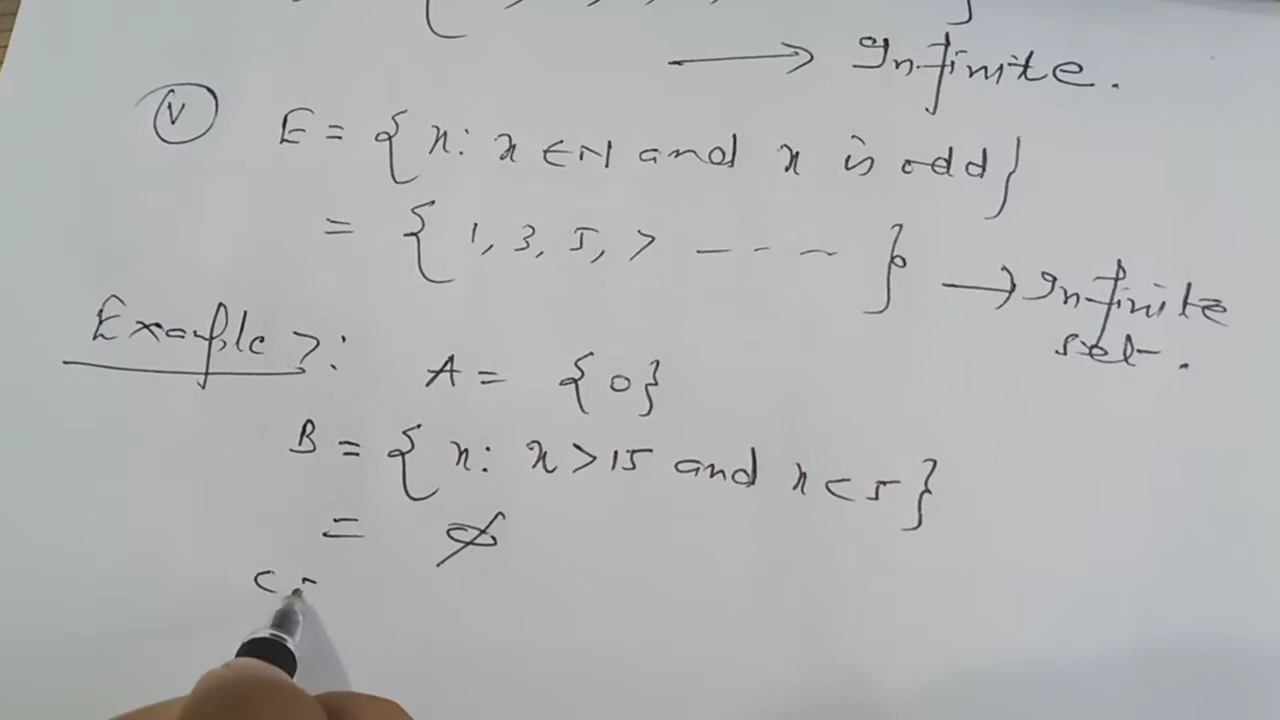 → Infinite.
(V) E = {x: x ∈ N and x is odd}
= {1, 3, 5, 7 - - - -} → Infinite set.
Example 7: A = {0}
B = {x: x > 15 and x < 5}
= ∅
C =